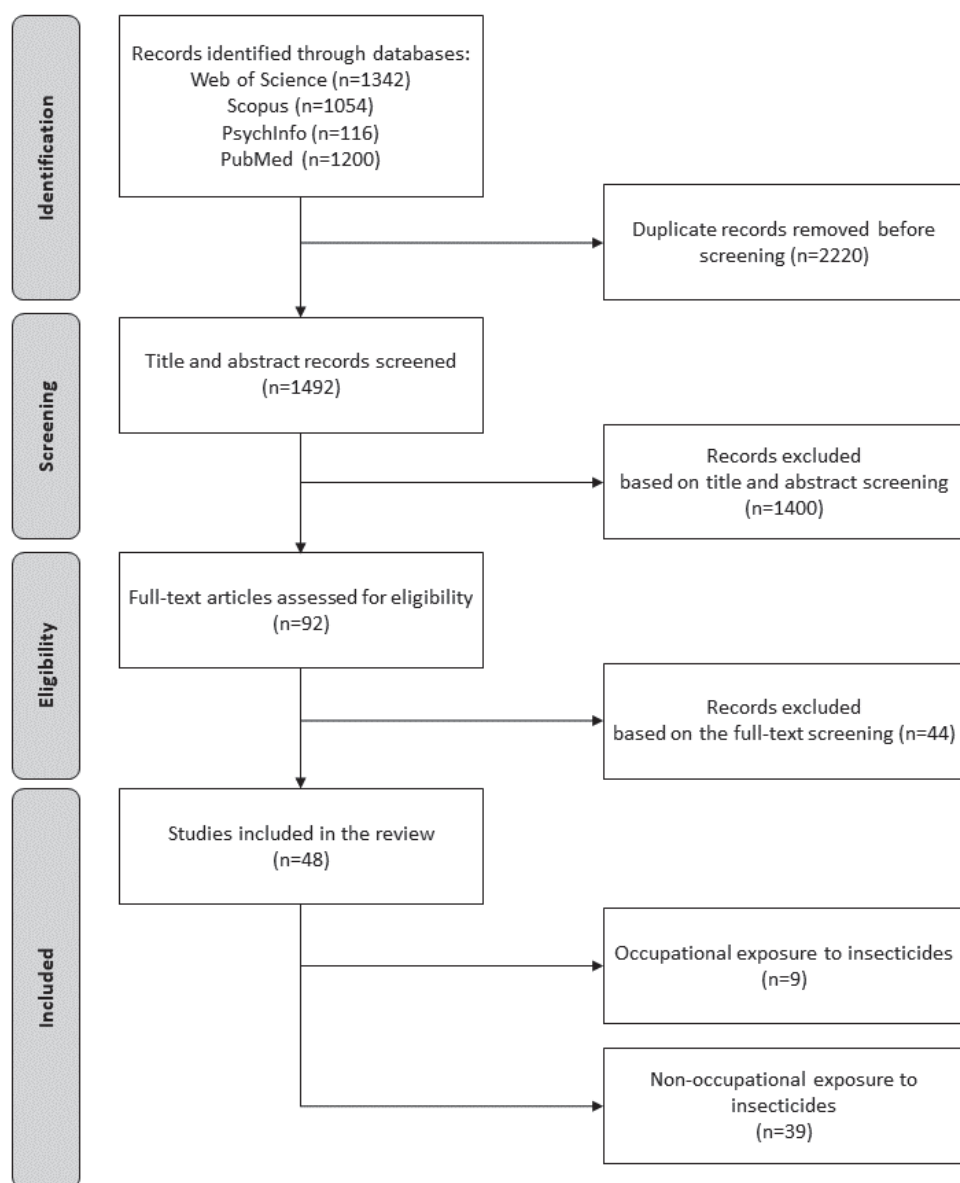 Identification
Records identified through databases:
Web of Science (n=1342)
Scopus (n=1054)
PsychInfo (n=116)
PubMed (n=1200)
Duplicate records removed before
screening (n=2220)
Screening
Title and abstract records screened
(n=1492)
Records excluded
based on title and abstract screening
(n=1400)
Eligibility
Full-text articles assessed for eligibility
(n=92)
Records excluded
based on the full-text screening (n=44)
Included
Studies included in the review
(n=48)
Occupational exposure to insecticides
(n=9)
Non-occupational exposure to
insecticides
(n=39)